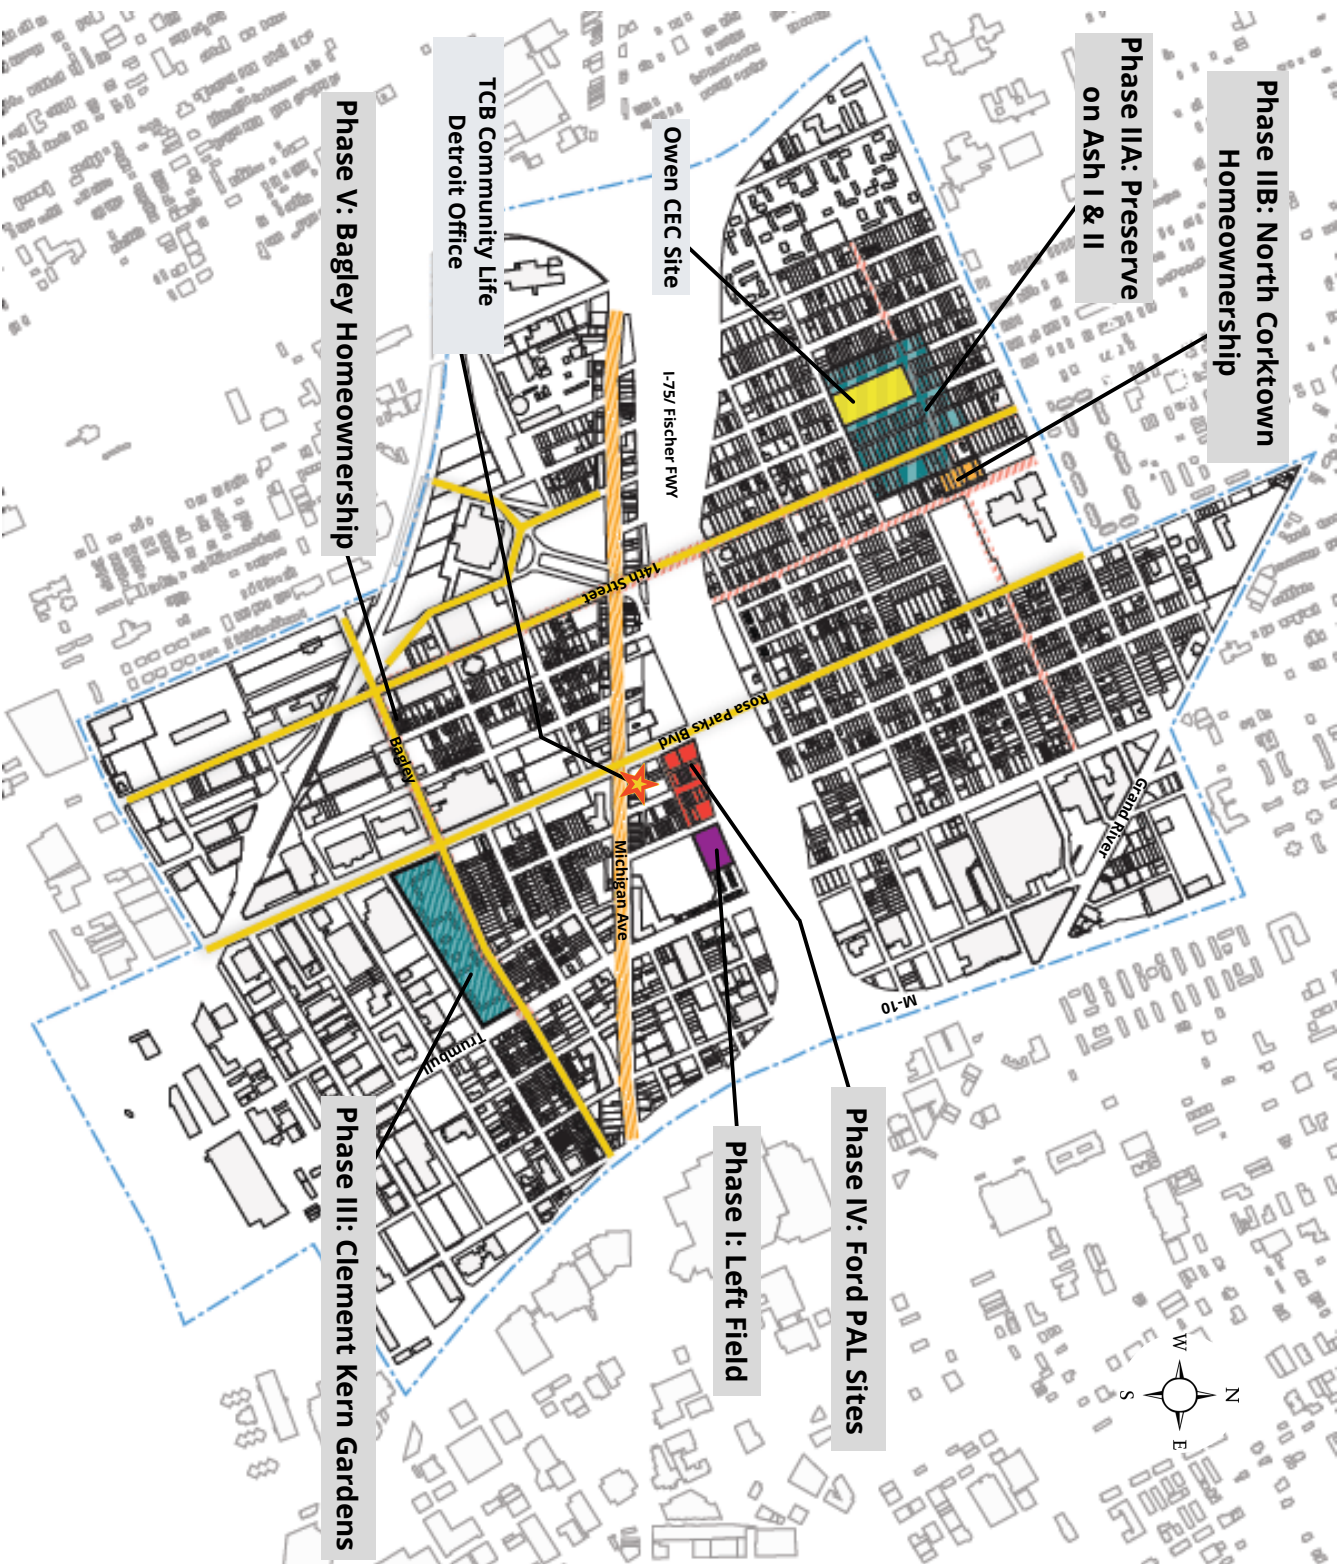 Phase IIB: North Corktown
Homeownership
Phase IIA: Preserve
on Ash I & II
Owen CEC Site
TCB Community Life
Detroit Office
Phase V: Bagley Homeownership
I-75/ Fischer FWY
14th Street
Rosa Parks Blvd
Bagley
Michigan Ave
Grand River
M-10
Trumbull
Phase IV: Ford PAL Sites
Phase I: Left Field
Phase III: Clement Kern Gardens
N
W
E
S